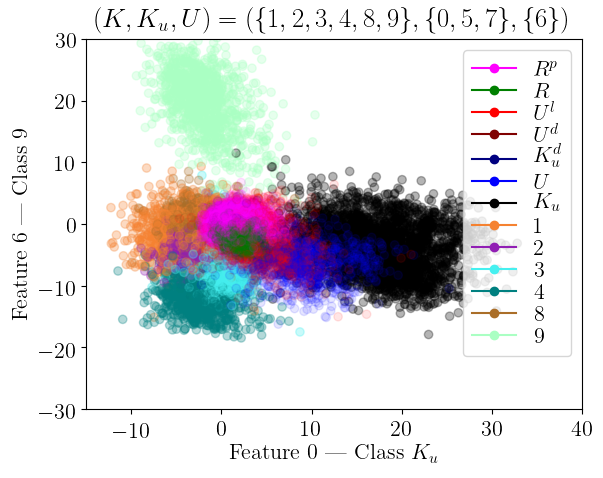 (K, K_u, U) = ({1, 2, 3, 4, 8, 9}, {0, 5, 7}, {6})
Feature 6 — Class 9
30
20
10
0
−10
−20
−30
−10
0
10
20
30
40
Feature 0 — Class K_u
R^p
R
U^l
U^d
K_u^d
U
K_u
1
2
3
4
8
9